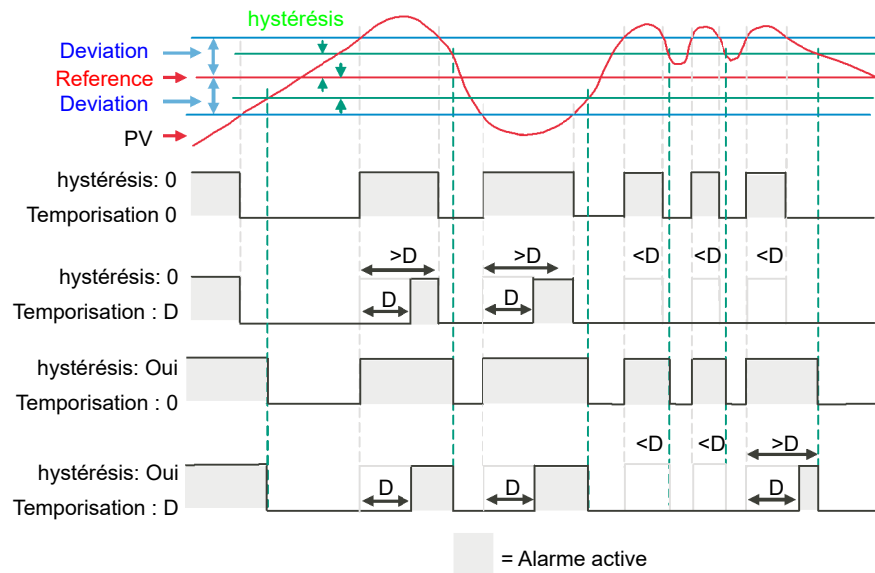 hystérésis
Deviation
Reference
Deviation
PV
hystérésis: 0
Temporisation 0
>D
>D
<D
<D
<D
hystérésis: 0
Temporisation : D
D
D
hystérésis: Oui
Temporisation : 0
<D
<D
>D
hystérésis: Oui
Temporisation : D
D
D
D
= Alarme active